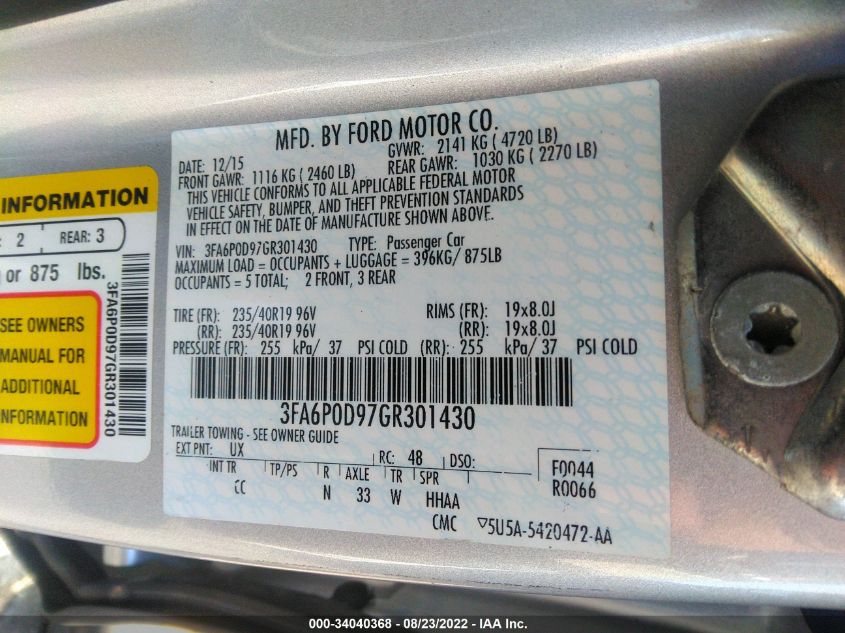 INFORMATION
: 2 REAR: 3
or 875 lbs.
SEE OWNERS
MANUAL FOR
ADDITIONAL
3FA6P0D97GR301430
MFD. BY FORD MOTOR CO.
DATE: 12/15 GVWR: 2141 KG ( 4720 LB)
FRONT GAWR: 1116 KG ( 2460 LB) REAR GAWR: 1030 KG ( 2270 LB)
THIS VEHICLE CONFORMS TO ALL APPLICABLE FEDERAL MOTOR
VEHICLE SAFETY, BUMPER, AND THEFT PREVENTION STANDARDS
IN EFFECT ON THE DATE OF MANUFACTURE SHOWN ABOVE.
VIN: 3FA6P0D97GR301430 TYPE: Passenger Car
MAXIMUM LOAD = OCCUPANTS + LUGGAGE = 396KG/ 875LB
OCCUPANTS = 5 TOTAL; 2 FRONT, 3 REAR
TIRE (FR): 235/40R19 96V RIMS (FR): 19x8.0J
(RR): 235/40R19 96V (RR): 19x8.0J
PRESSURE (FR): 255 kPa/ 37 PSI COLD (RR): 255 kPa/ 37 PSI COLD
3FA6P0D97GR301430
TRAILER TOWING - SEE OWNER GUIDE
EXT PNT: UX RC: 48 DSO: F0044
INT TR TP/PS R AXLE TR SPR R0066
CC N 33 W HHAA
CMC ▽5U5A-5420472-AA
000-34040368 - 08/23/2022 - IAA Inc.